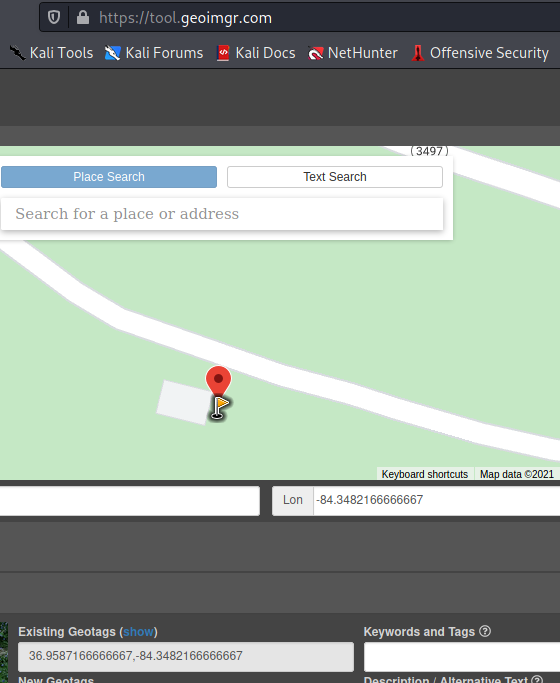 https://tool.geoimgr.com
Kali Tools Kali Forums Kali Docs NetHunter Offensive Security
(3497)
Place Search Text Search
Search for a place or address
Keyboard shortcuts Map data ©2021
Lon -84.3482166666667
Existing Geotags (show) Keywords and Tags
36.9587166666667,-84.3482166666667
New Geotags Description / Alternative Text